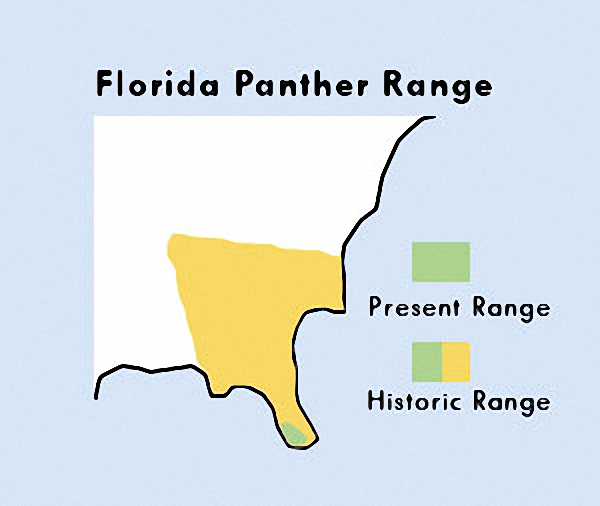 Florida Panther Range
Present Range
Historic Range